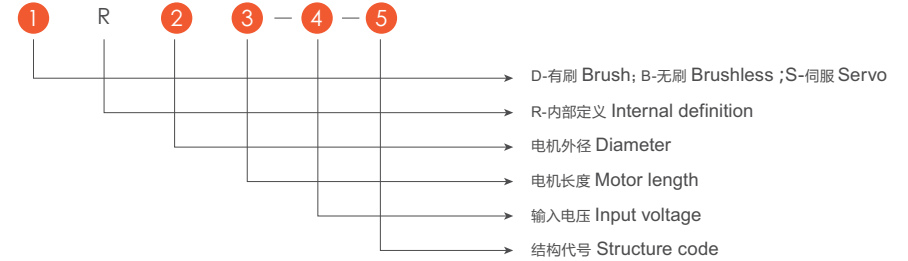 1 R 2 3 - 4 - 5
D-有刷 Brush; B-无刷 Brushless ;S-伺服 Servo
R-内部定义 Internal definition
电机外径 Diameter
电机长度 Motor length
输入电压 Input voltage
结构代号 Structure code